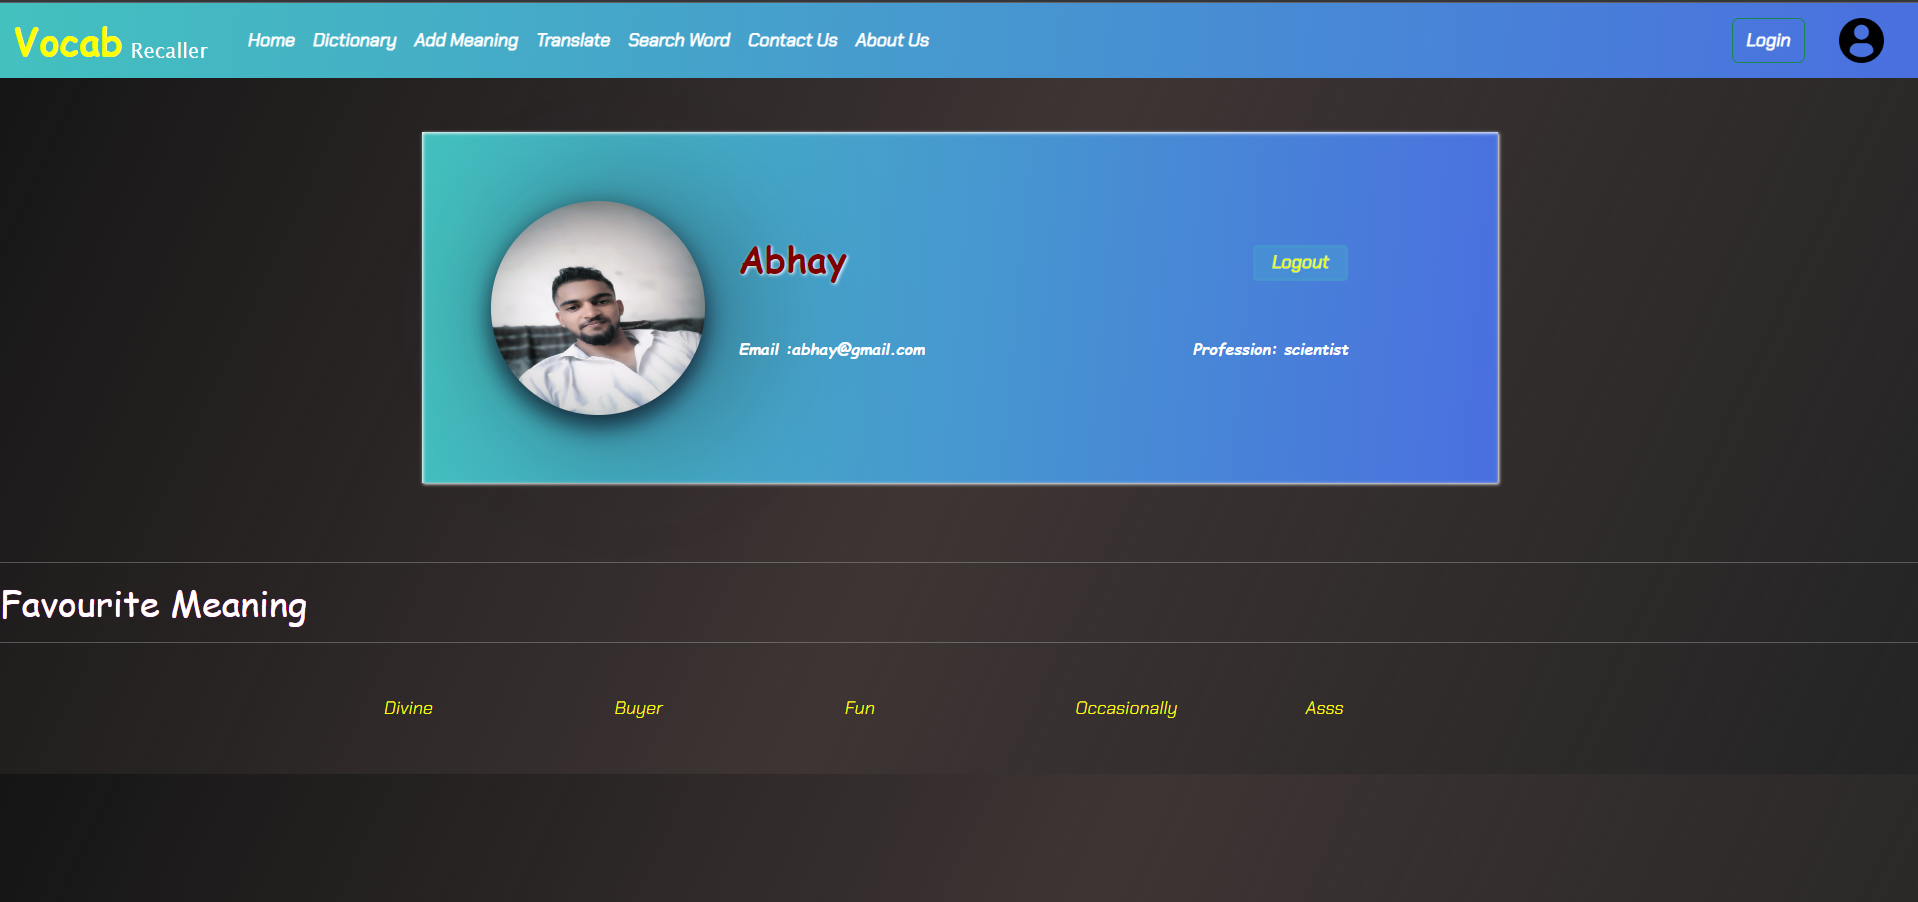 Vocab Recaller Home Dictionary Add Meaning Translate Search Word Contact Us About Us Login
Abhay Logout
Email :abhay@gmail.com Profession: scientist
Favourite Meaning
Divine Buyer Fun Occasionally Asss